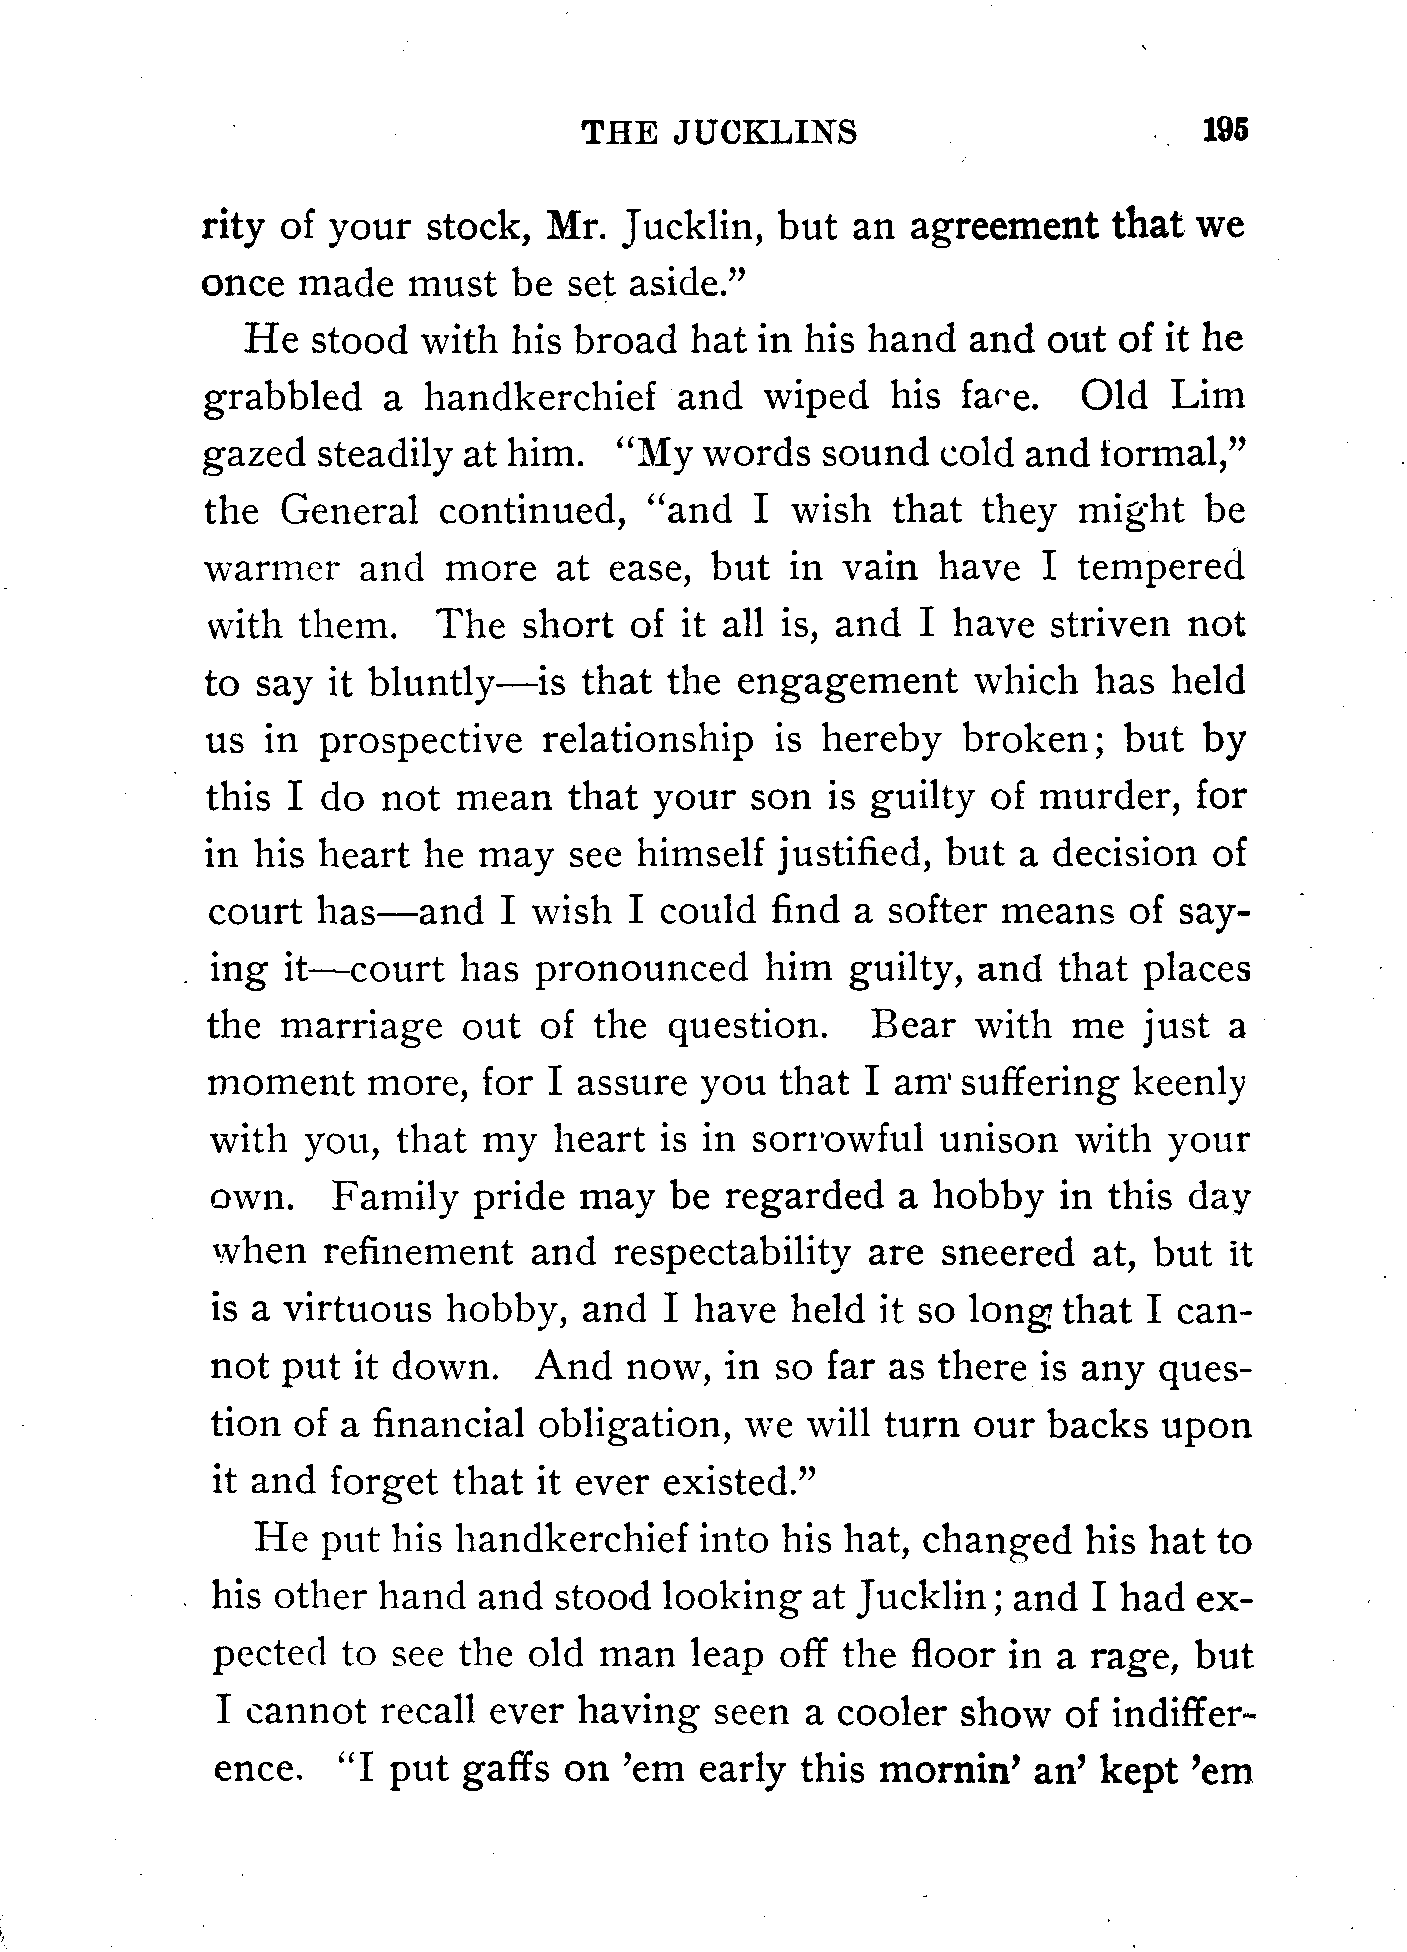 THE JUCKLINS 195
rity of your stock, Mr. Jucklin, but an agreement that we
once made must be set aside.”
He stood with his broad hat in his hand and out of it he
grabbled a handkerchief and wiped his face. Old Lim
gazed steadily at him. “My words sound cold and formal,”
the General continued, “and I wish that they might be
warmer and more at ease, but in vain have I tempered
with them. The short of it all is, and I have striven not
to say it bluntly—is that the engagement which has held
us in prospective relationship is hereby broken; but by
this I do not mean that your son is guilty of murder, for
in his heart he may see himself justified, but a decision of
court has—and I wish I could find a softer means of say-
ing it—court has pronounced him guilty, and that places
the marriage out of the question. Bear with me just a
moment more, for I assure you that I am suffering keenly
with you, that my heart is in sorrowful unison with your
own. Family pride may be regarded a hobby in this day
when refinement and respectability are sneered at, but it
is a virtuous hobby, and I have held it so long that I can-
not put it down. And now, in so far as there is any ques-
tion of a financial obligation, we will turn our backs upon
it and forget that it ever existed.”
He put his handkerchief into his hat, changed his hat to
his other hand and stood looking at Jucklin; and I had ex-
pected to see the old man leap off the floor in a rage, but
I cannot recall ever having seen a cooler show of indiffer-
ence. “I put gaffs on ’em early this mornin’ an’ kept ’em